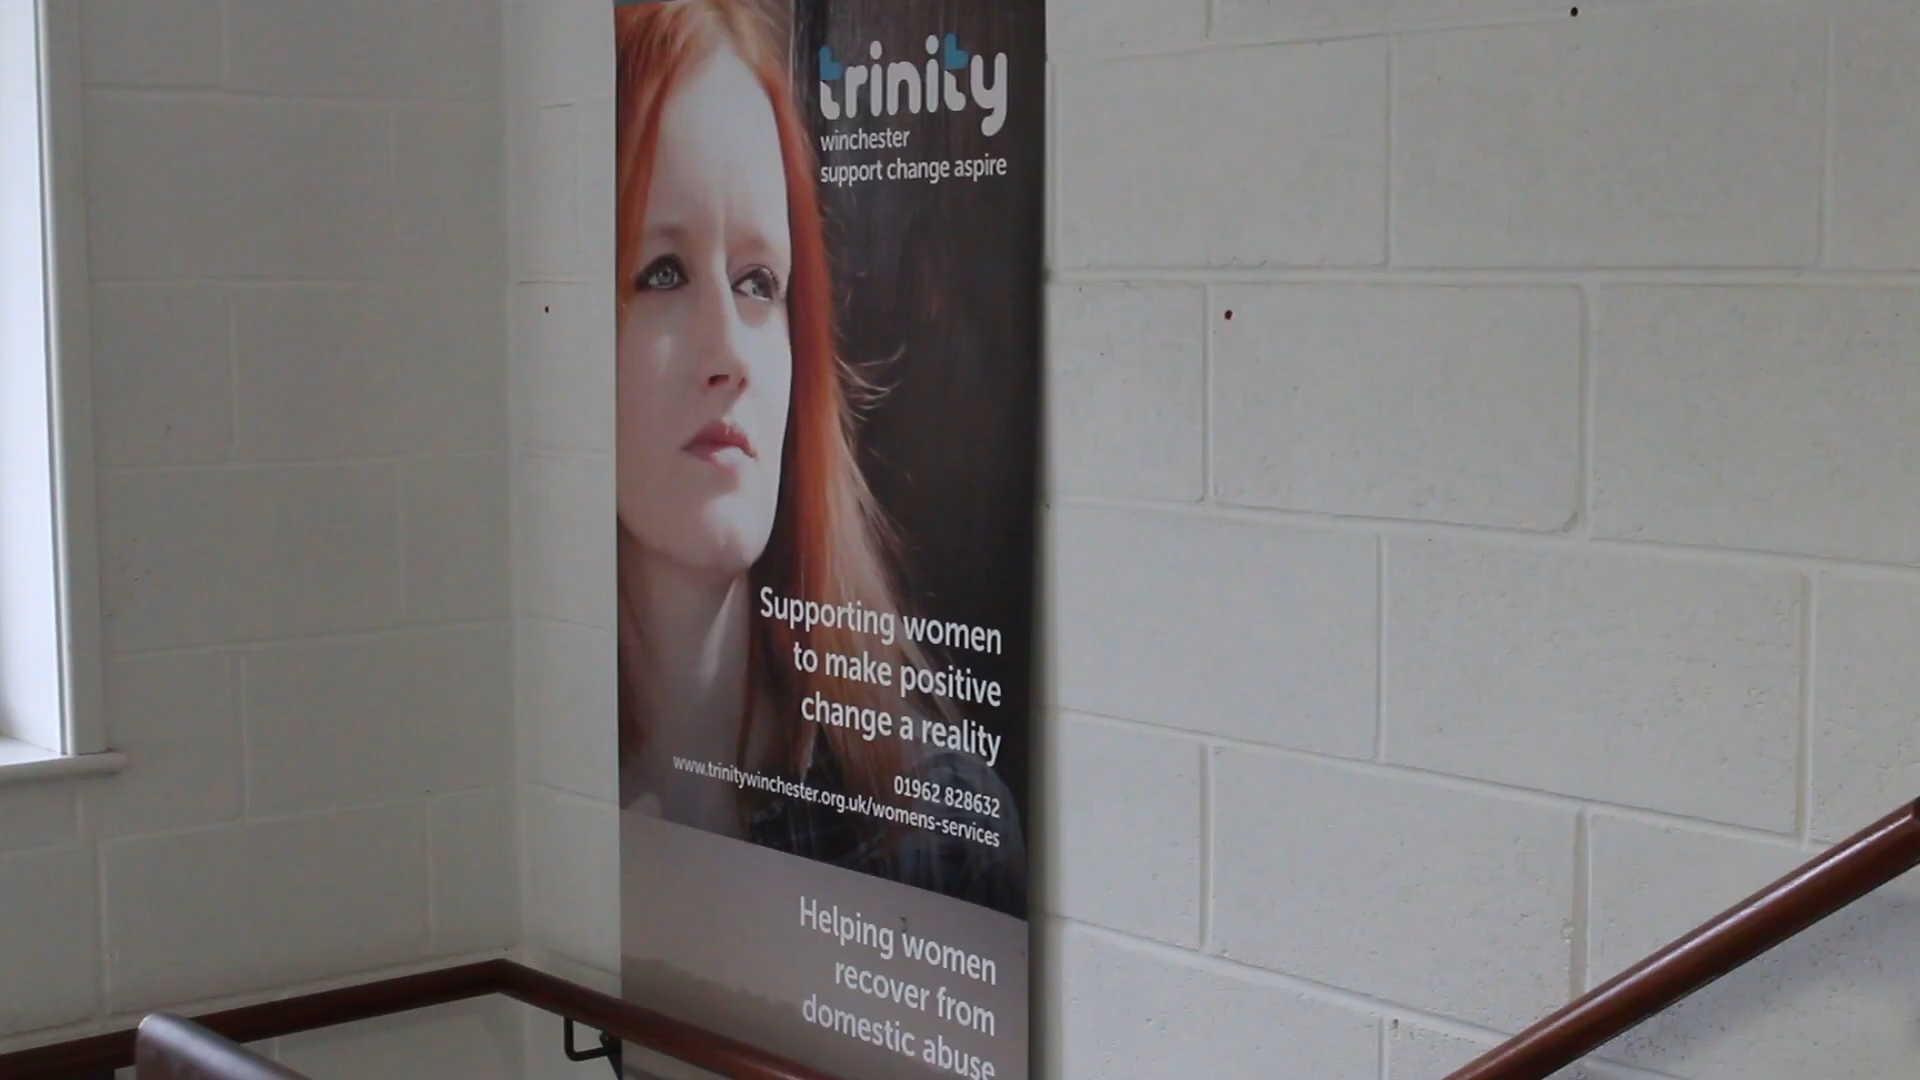 trinity
winchester
support change aspire
Supporting women
to make positive
change a reality
01962 828632
www.trinitywinchester.org.uk/womens-services
Helping women
recover from
domestic abuse